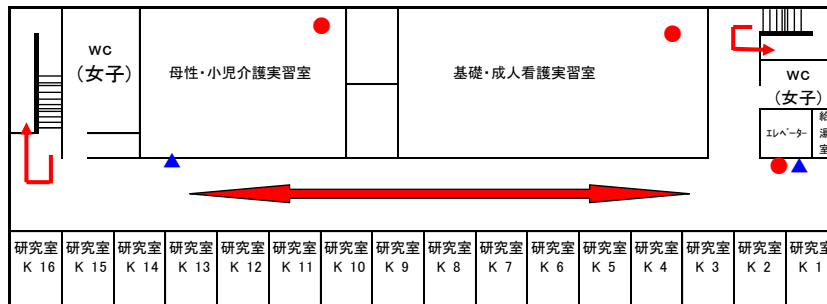 WC
(女子)
母性・小児介護実習室
基礎・成人看護実習室
WC
(女子)
エレベーター
給
湯
室
研究室
K 16
研究室
K 15
研究室
K 14
研究室
K 13
研究室
K 12
研究室
K 11
研究室
K 10
研究室
K 9
研究室
K 8
研究室
K 7
研究室
K 6
研究室
K 5
研究室
K 4
研究室
K 3
研究室
K 2
研究室
K 1